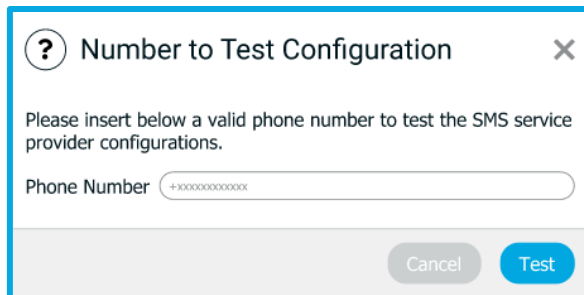 ? Number to Test Configuration ×
Please insert below a valid phone number to test the SMS service
provider configurations.
Phone Number +xxxxxxxxxxxx
Cancel Test